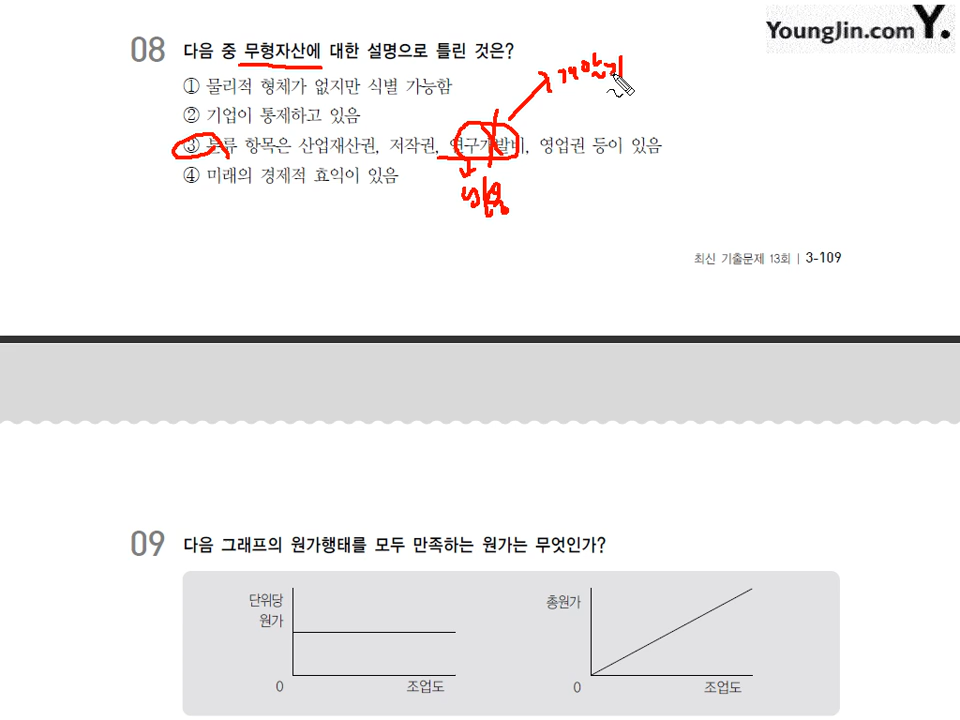 YoungJin.com Y.
08 다음 중 무형자산에 대한 설명으로 틀린 것은?
① 물리적 형체가 없지만 식별 가능함
② 기업이 통제하고 있음
③ 분류 항목은 산업재산권, 저작권, 연구개발비, 영업권 등이 있음
비용
④ 미래의 경제적 효익이 있음
최신 기출문제 13회 | 3-109
09 다음 그래프의 원가행태를 모두 만족하는 원가는 무엇인가?
단위당
원가
0
조업도
총원가
0
조업도